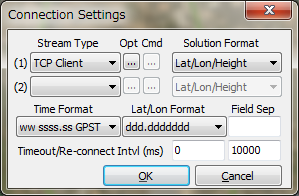 Connection Settings
Stream Type Opt Cmd Solution Format
(1) TCP Client ... ... Lat/Lon/Height
(2) ... ... Lat/Lon/Height
Time Format Lat/Lon Format Field Sep
ww ssss.ss GPST ddd.ddddddd
Timeout/Re-connect Intvl (ms) 0 10000
OK Cancel